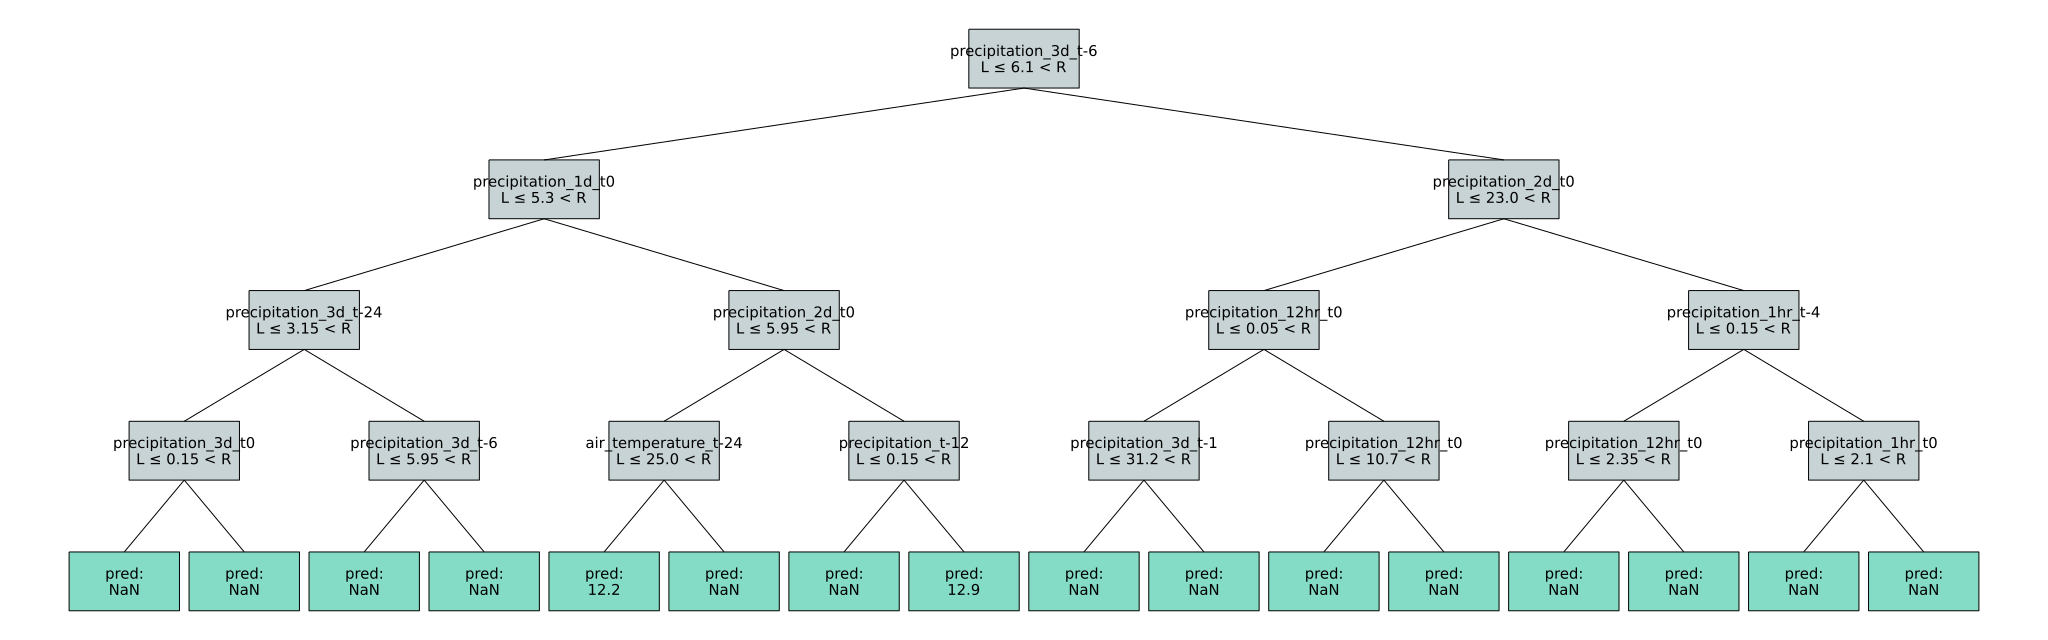 precipitation_3d_t-6
L ≤ 6.1 < R
precipitation_1d_t0
L ≤ 5.3 < R
precipitation_2d_t0
L ≤ 23.0 < R
precipitation_3d_t-24
L ≤ 3.15 < R
precipitation_2d_t0
L ≤ 5.95 < R
precipitation_12hr_t0
L ≤ 0.05 < R
precipitation_1hr_t-4
L ≤ 0.15 < R
precipitation_3d_t0
L ≤ 0.15 < R
precipitation_3d_t-6
L ≤ 5.95 < R
air_temperature_t-24
L ≤ 25.0 < R
precipitation_t-12
L ≤ 0.15 < R
precipitation_3d_t-1
L ≤ 31.2 < R
precipitation_12hr_t0
L ≤ 10.7 < R
precipitation_12hr_t0
L ≤ 2.35 < R
precipitation_1hr_t0
L ≤ 2.1 < R
pred:
NaN
pred:
NaN
pred:
NaN
pred:
NaN
pred:
12.2
pred:
NaN
pred:
NaN
pred:
12.9
pred:
NaN
pred:
NaN
pred:
NaN
pred:
NaN
pred:
NaN
pred:
NaN
pred:
NaN
pred:
NaN